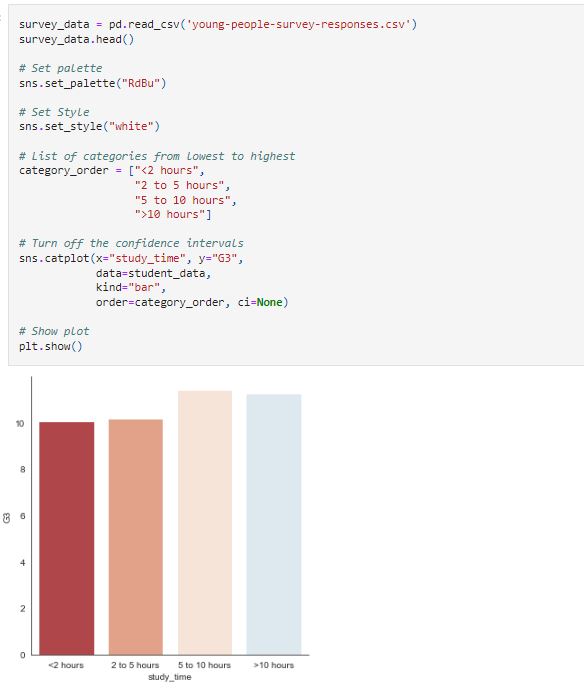 survey_data = pd.read_csv('young-people-survey-responses.csv')
survey_data.head()
# Set palette
sns.set_palette("RdBu")
# Set Style
sns.set_style("white")
# List of categories from lowest to highest
category_order = ["<2 hours",
"2 to 5 hours",
"5 to 10 hours",
">10 hours"]
# Turn off the confidence intervals
sns.catplot(x="study_time", y="G3",
data=student_data,
kind="bar",
order=category_order, ci=None)
# Show plot
plt.show()
10
8
6
4
2
0
G3
<2 hours 2 to 5 hours 5 to 10 hours >10 hours
study_time